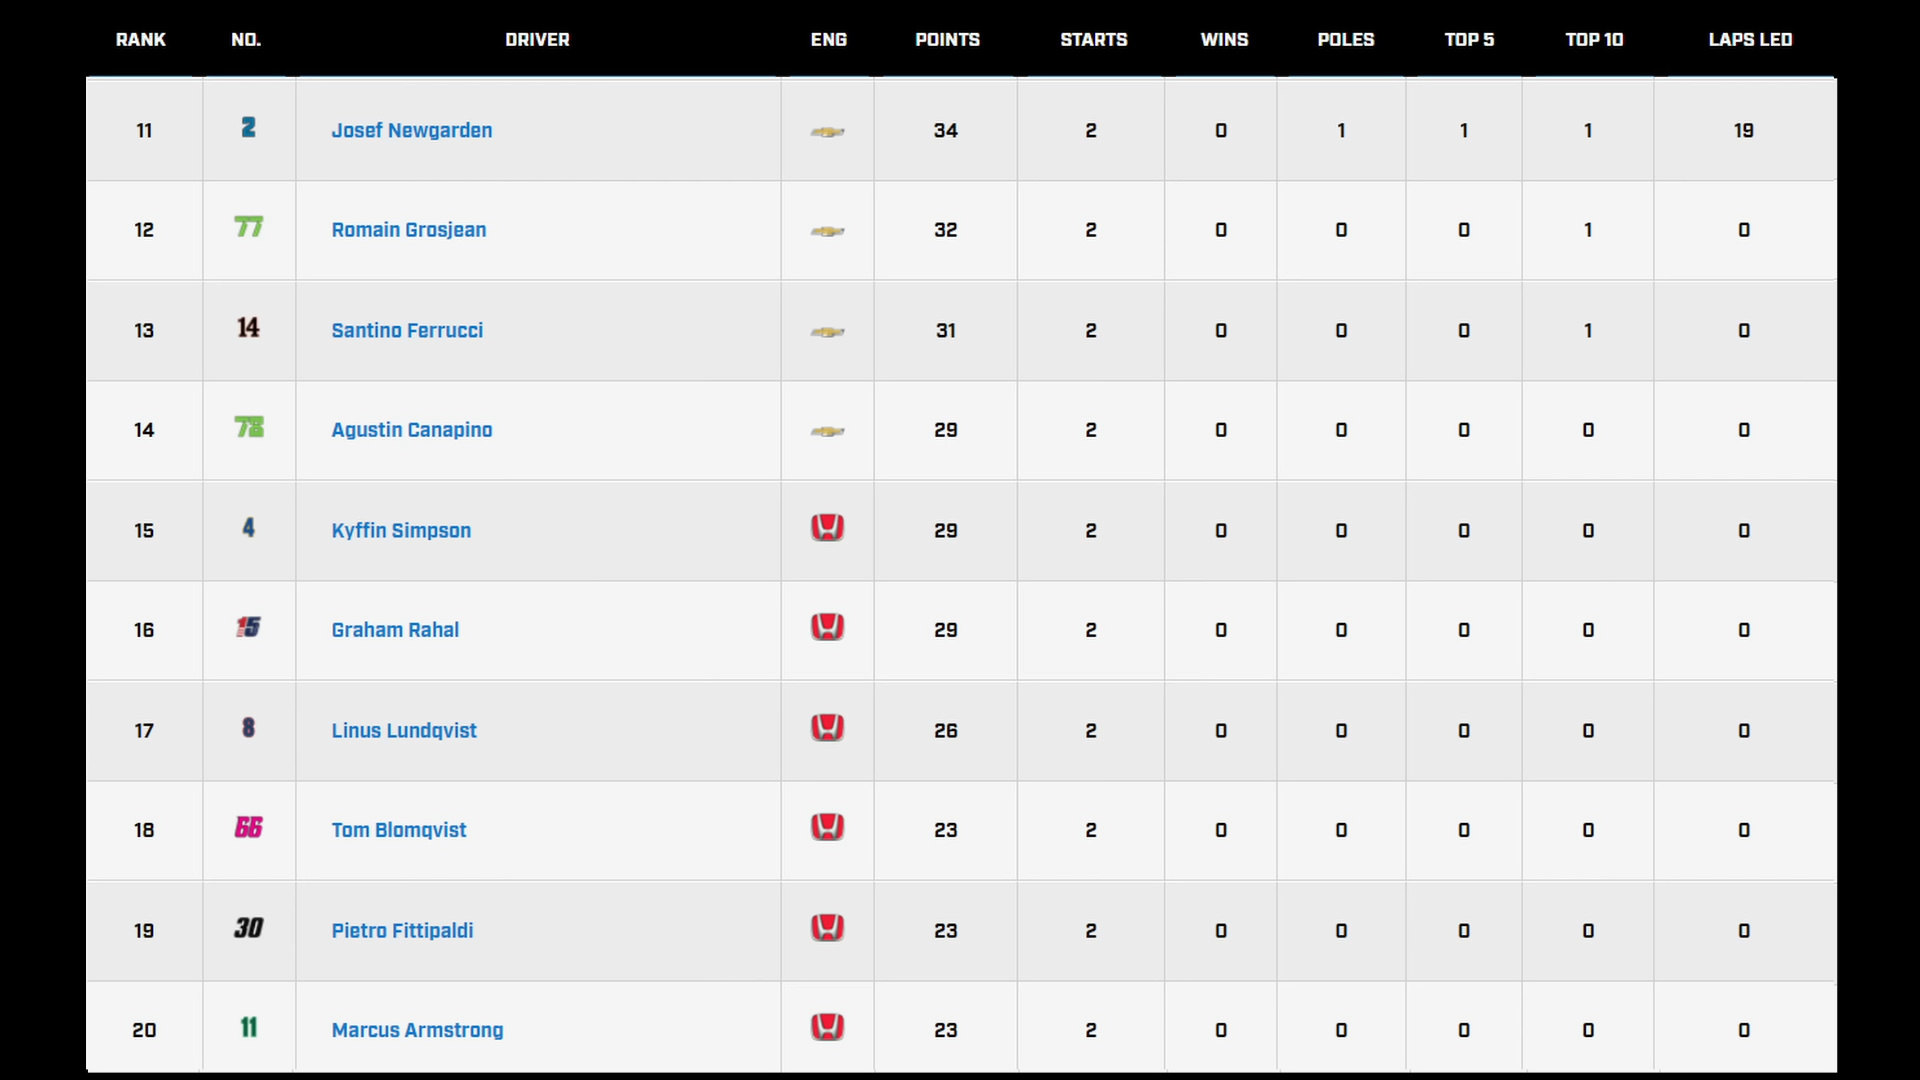 RANK NO. DRIVER ENG POINTS STARTS WINS POLES TOP 5 TOP 10 LAPS LED
11 2 Josef Newgarden 34 2 0 1 1 1 19
12 77 Romain Grosjean 32 2 0 0 0 1 0
13 14 Santino Ferrucci 31 2 0 0 0 1 0
14 78 Agustin Canapino 29 2 0 0 0 0 0
15 4 Kyffin Simpson 29 2 0 0 0 0 0
16 15 Graham Rahal 29 2 0 0 0 0 0
17 8 Linus Lundqvist 26 2 0 0 0 0 0
18 66 Tom Blomqvist 23 2 0 0 0 0 0
19 30 Pietro Fittipaldi 23 2 0 0 0 0 0
20 11 Marcus Armstrong 23 2 0 0 0 0 0